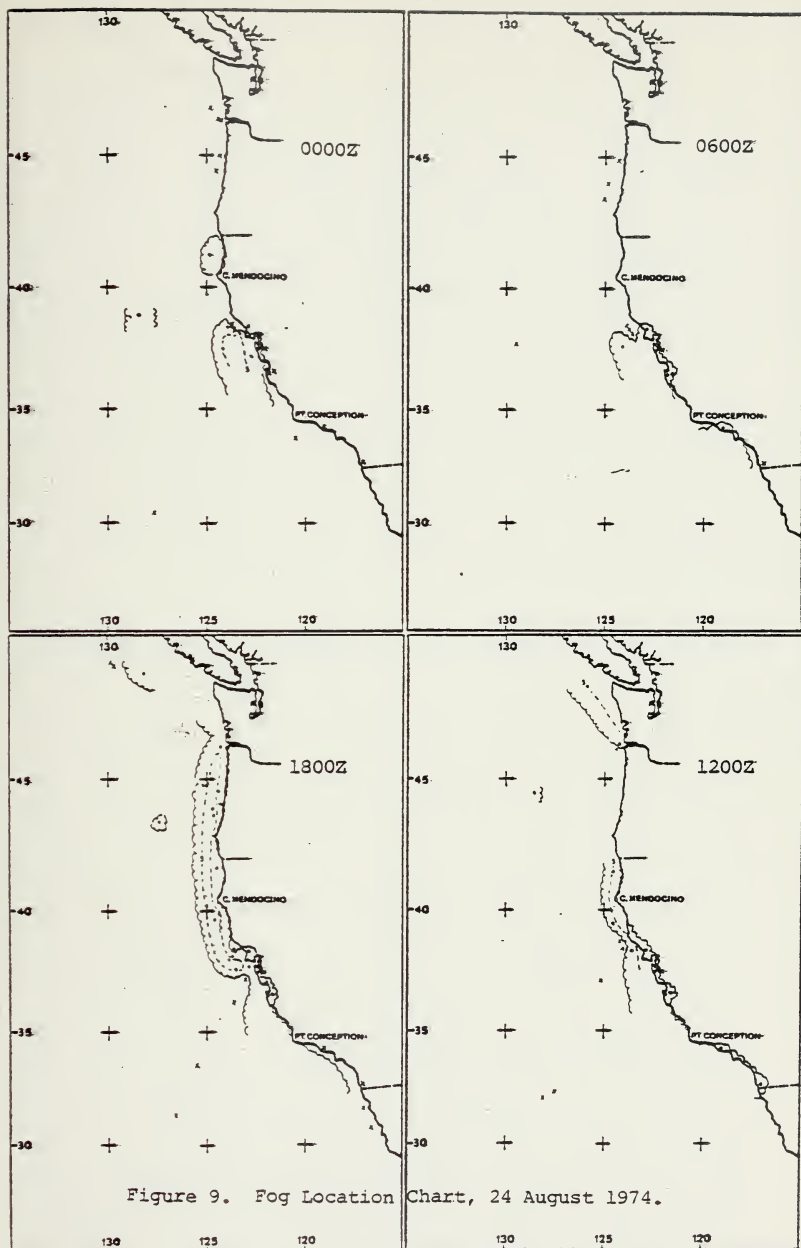 130
45
0000Z
C. MENDOCINO
40
35
PT CONCEPTION
30
130 125 120
130
45
0600Z
C. MENDOCINO
40
35
PT CONCEPTION
30
130 125 120
130
45
1800Z
C. MENDOCINO
40
35
PT CONCEPTION
30
130 125 120
130
45
1200Z
C. MENDOCINO
40
35
PT CONCEPTION
30
130 125 120
Figure 9. Fog Location Chart, 24 August 1974.